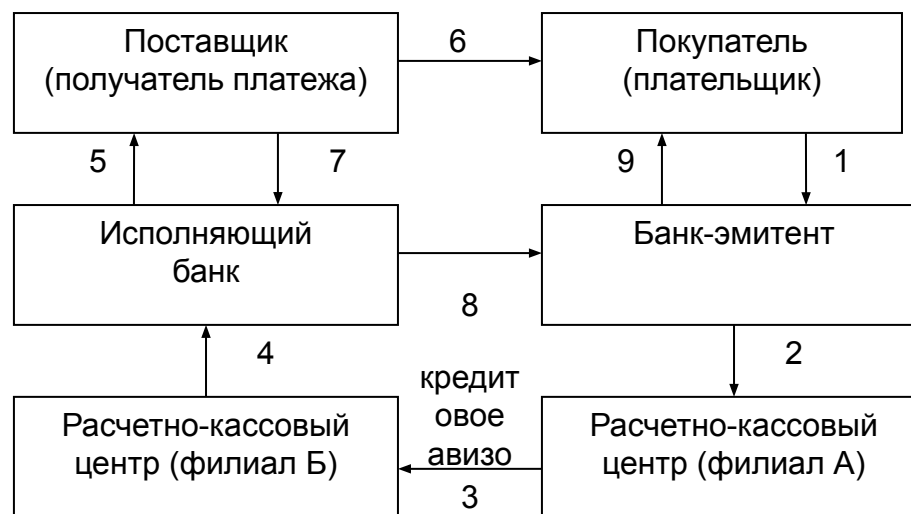 Поставщик
(получатель платежа)
6
Покупатель
(плательщик)
5
7
9
1
Исполняющий
банк
Банк-эмитент
8
4
2
кредит
овое
авизо
Расчетно-кассовый
центр (филиал Б)
Расчетно-кассовый
центр (филиал А)
3